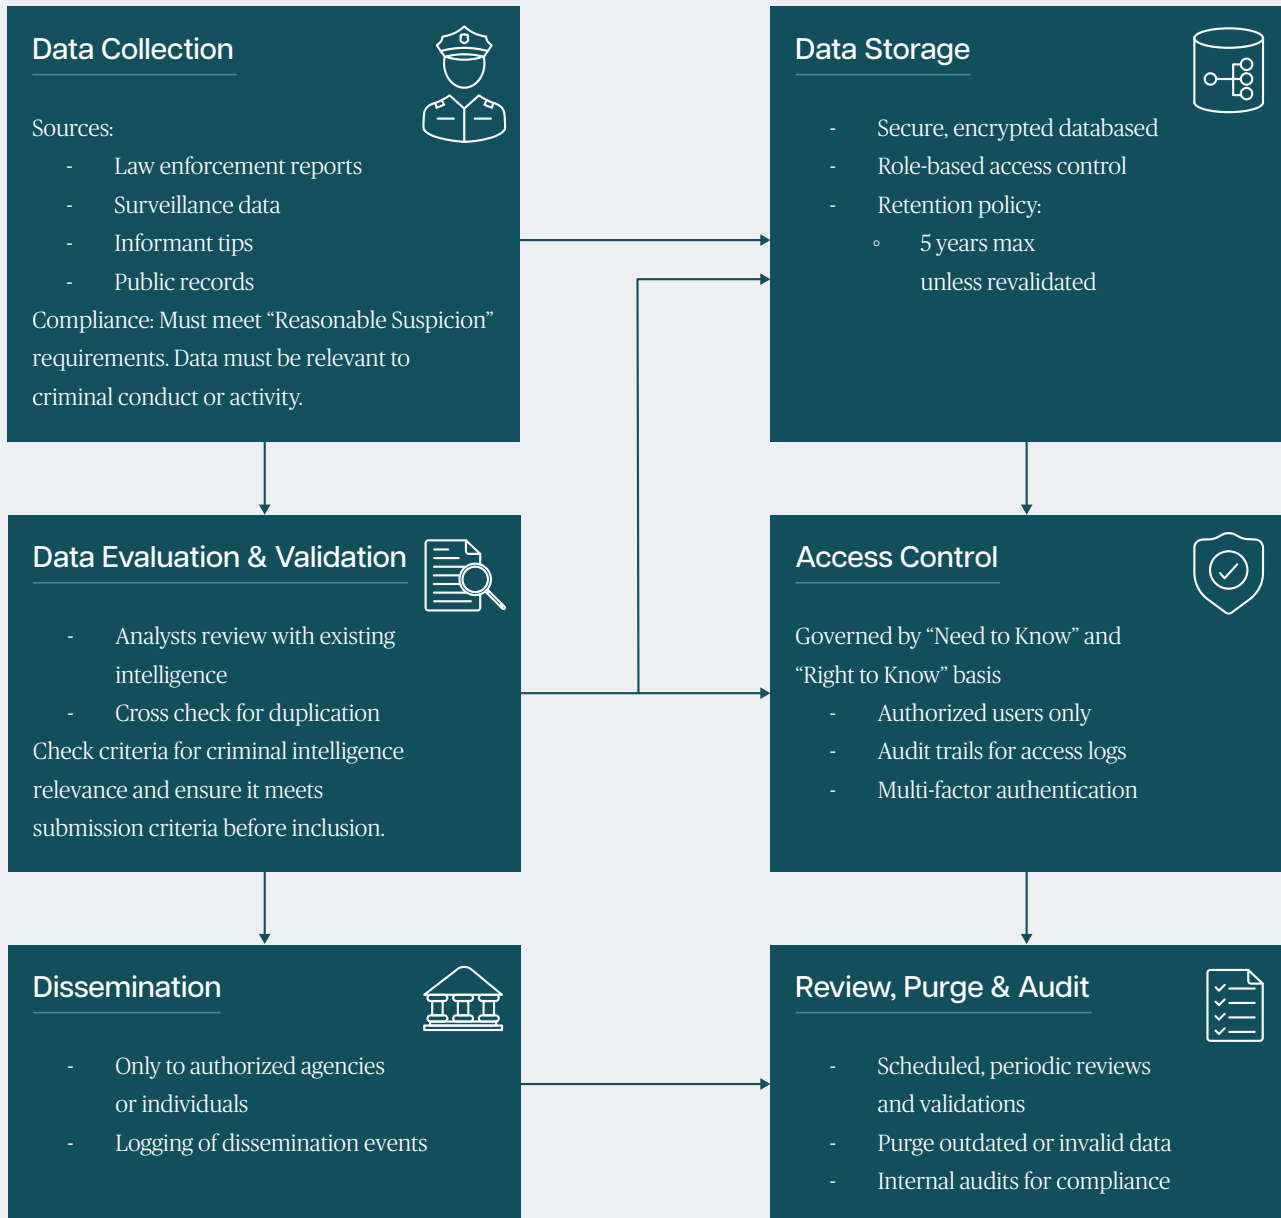 Data Collection
Sources:
- Law enforcement reports
- Surveillance data
- Informant tips
- Public records
Compliance: Must meet “Reasonable Suspicion”
requirements. Data must be relevant to
criminal conduct or activity.
Data Storage
- Secure, encrypted databased
- Role-based access control
- Retention policy:
◦ 5 years max
unless revalidated
Data Evaluation & Validation
- Analysts review with existing
intelligence
- Cross check for duplication
Check criteria for criminal intelligence
relevance and ensure it meets
submission criteria before inclusion.
Access Control
Governed by “Need to Know” and
“Right to Know” basis
- Authorized users only
- Audit trails for access logs
- Multi-factor authentication
Dissemination
- Only to authorized agencies
or individuals
- Logging of dissemination events
Review, Purge & Audit
- Scheduled, periodic reviews
and validations
- Purge outdated or invalid data
- Internal audits for compliance